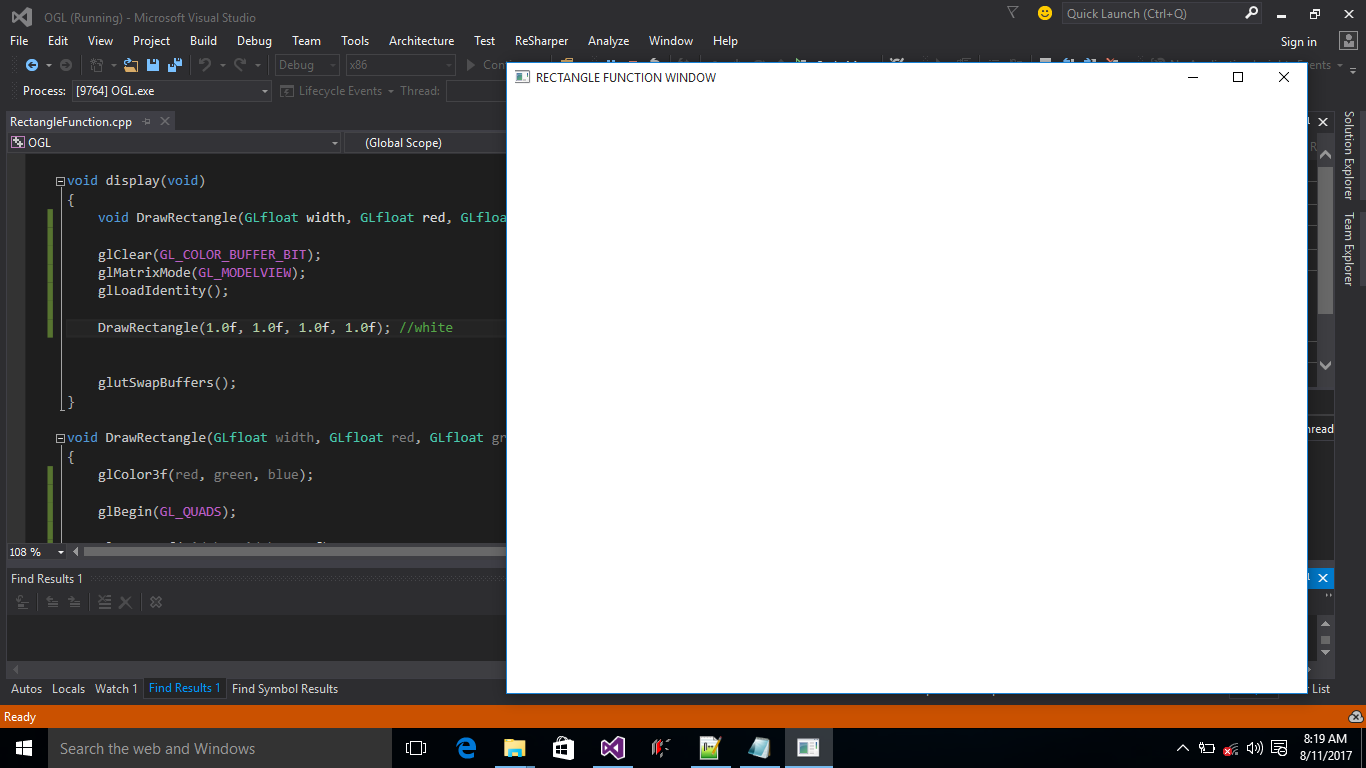 OGL (Running) - Microsoft Visual Studio
Quick Launch (Ctrl+Q)
File Edit View Project Build Debug Team Tools Architecture Test ReSharper Analyze Window Help
Sign in
Debug x86
Process: [9764] OGL.exe Lifecycle Events Thread:
RECTANGLE FUNCTION WINDOW
RectangleFunction.cpp
OGL (Global Scope)
void display(void)
{
void DrawRectangle(GLfloat width, GLfloat red,
glClear(GL_COLOR_BUFFER_BIT);
glMatrixMode(GL_MODELVIEW);
glLoadIdentity();
DrawRectangle(1.0f, 1.0f, 1.0f, 1.0f); //white
glutSwapBuffers();
}
void DrawRectangle(GLfloat width, GLfloat red, GLfloat
{
glColor3f(red, green, blue);
glBegin(GL_QUADS);
108 %
Solution Explorer
Team Explorer
Find Results 1
Autos Locals Watch 1 Find Results 1 Find Symbol Results
List
Ready
Search the web and Windows
8:19 AM
8/11/2017